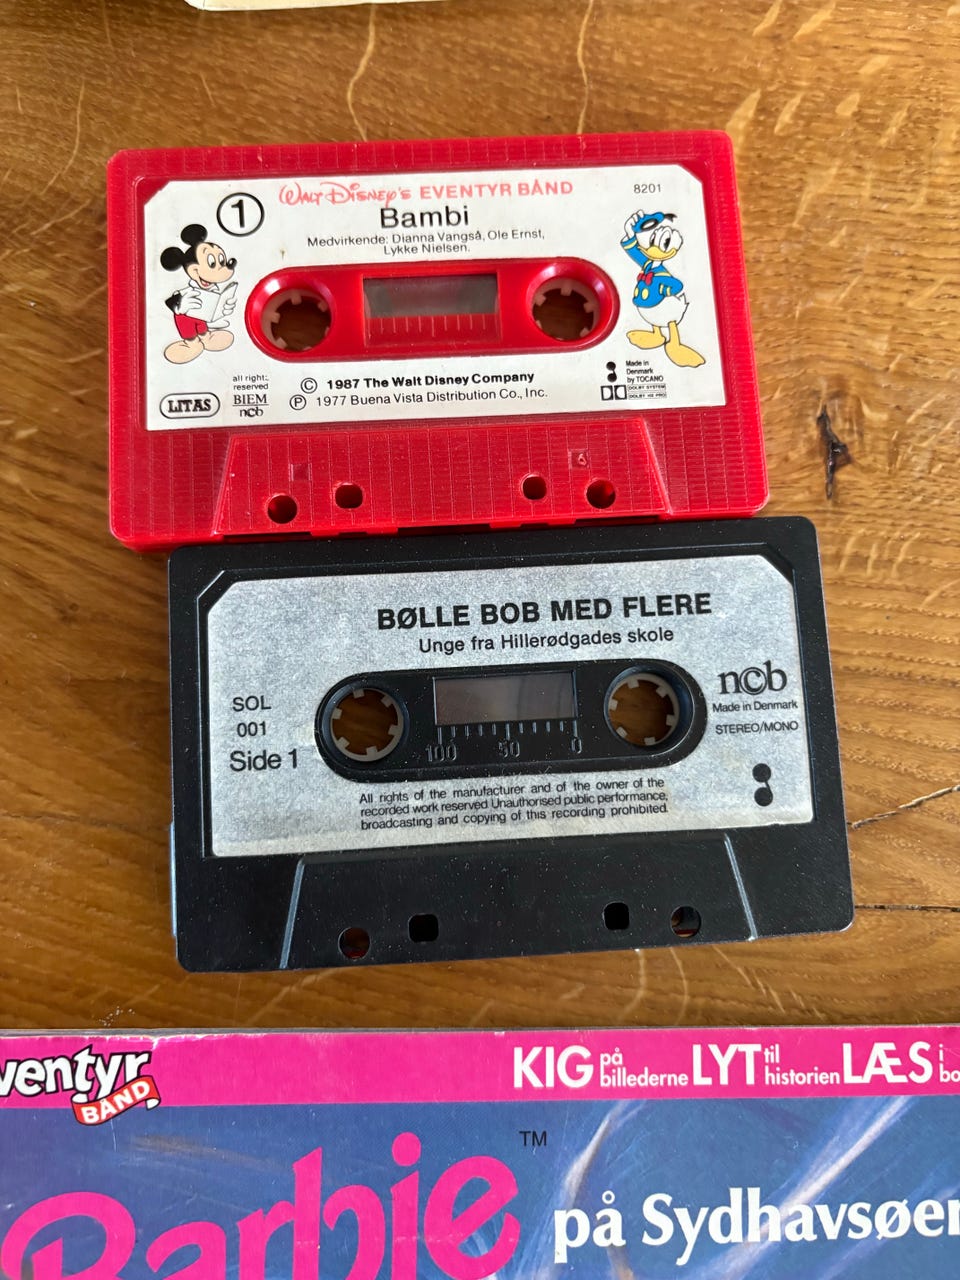 1
WALT DISNEY'S EVENTYR BÅND
8201
Bambi
Medvirkende: Dianna Vangså, Ole Ernst,
Lykke Nielsen.
all rights
reserved
BIEM
ncb
LITAS
© 1987 The Walt Disney Company
℗ 1977 Buena Vista Distribution Co., Inc.
Made in
Denmark
by TOCANO
DOLBY SYSTEM
DOLBY HX PRO
BØLLE BOB MED FLERE
Unge fra Hillerødgades skole
SOL
001
Side 1
ncb
Made in Denmark
STEREO/MONO
100 50 0
All rights of the manufacturer and of the owner of the
recorded work reserved Unauthorised public performance,
broadcasting and copying of this recording prohibited.
ventyr
BÅND
KIG på billederne LYT til historien LÆS i bo
Barbie™
på Sydhavsøer